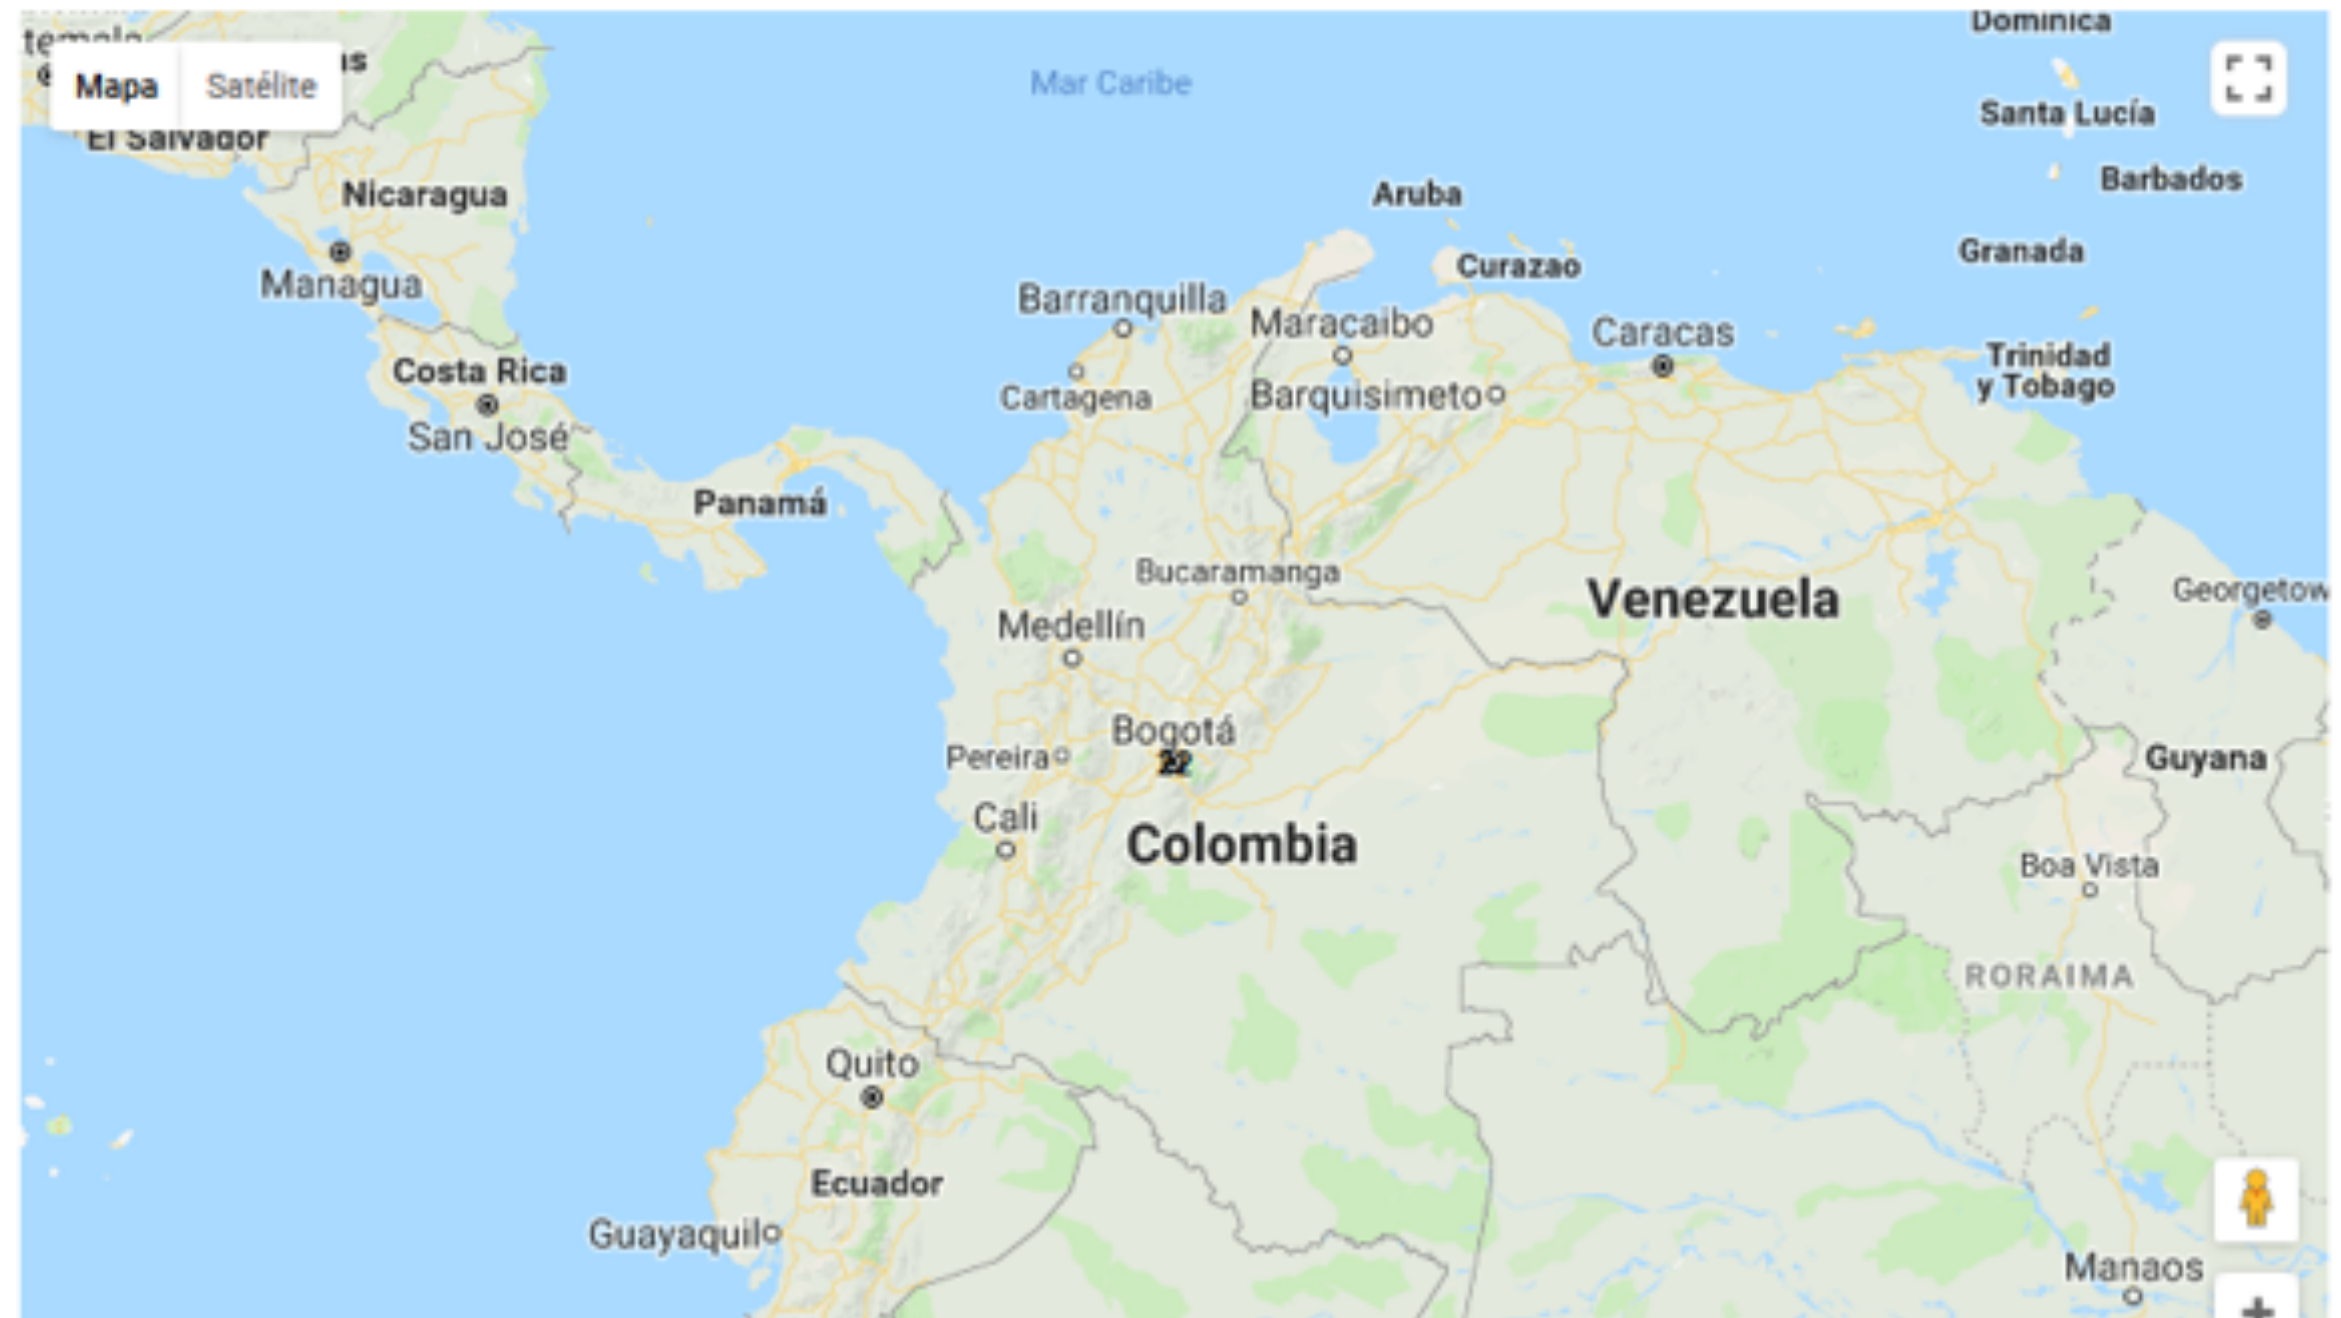 Dominica
Mapa
Satélite
Mar Caribe
Santa Lucía
El Salvador
Barbados
Nicaragua
Aruba
Granada
Curazao
Managua
Barranquilla
Maracaibo
Caracas
Trinidad
y Tobago
Costa Rica
Cartagena
Barquisimeto
San José
Panamá
Bucaramanga
Venezuela
Georgetow
Medellín
Bogotá
Pereira
Guyana
Cali
Colombia
Boa Vista
RORAIMA
Quito
Ecuador
Guayaquil
Manaos